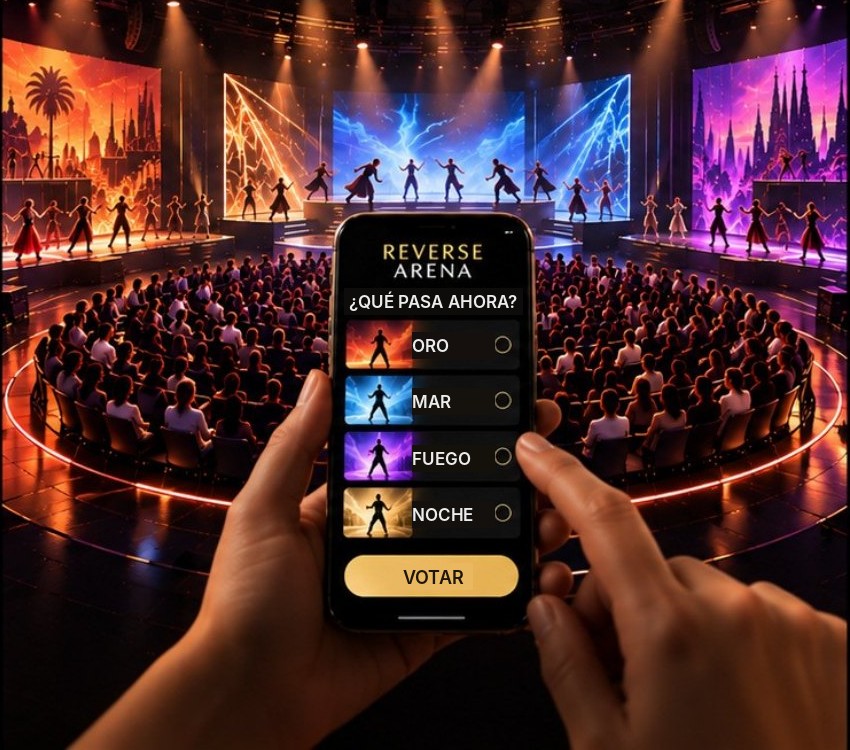 REVERSE
ARENA
¿QUÉ PASA AHORA?
ORO
MAR
FUEGO
NOCHE
VOTAR